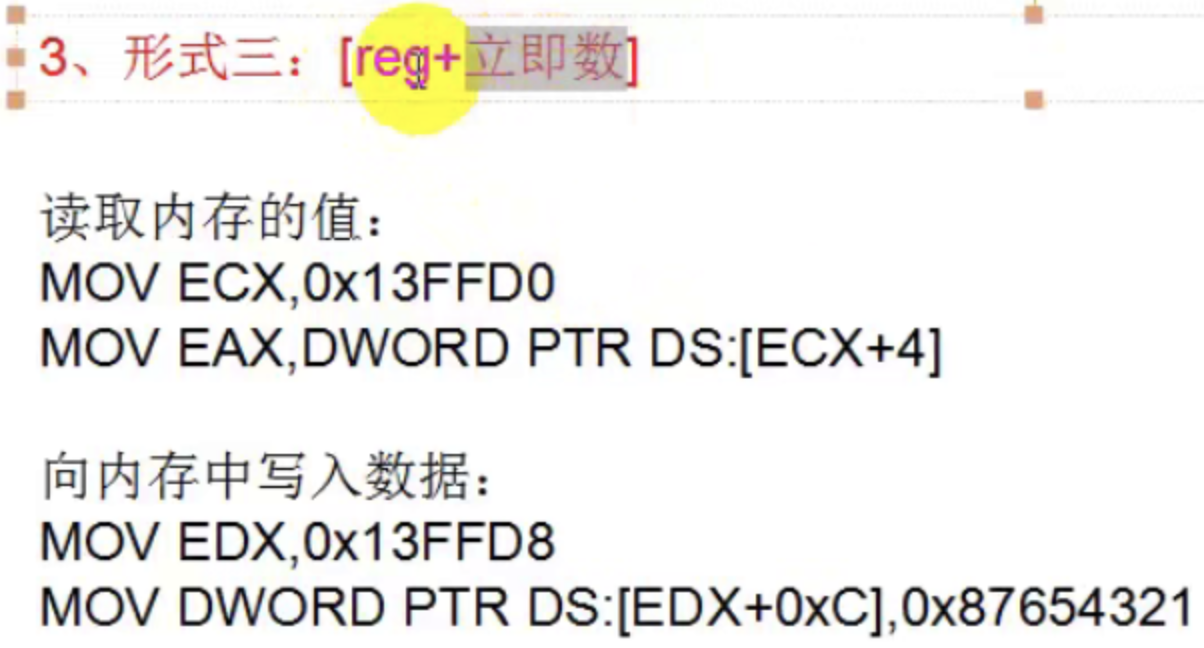 3、形式三：[reg+立即数]
读取内存的值：
MOV ECX,0x13FFD0
MOV EAX,DWORD PTR DS:[ECX+4]
向内存中写入数据：
MOV EDX,0x13FFD8
MOV DWORD PTR DS:[EDX+0xC],0x87654321